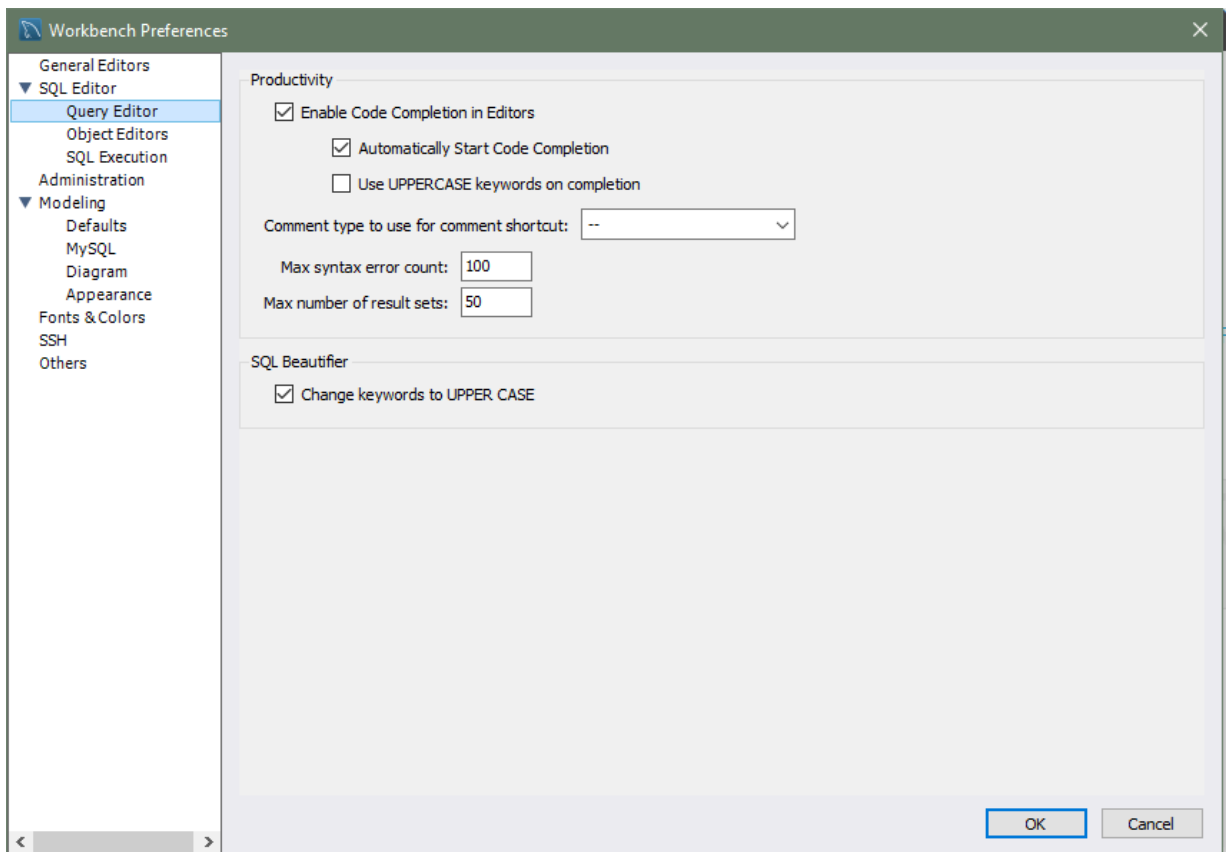 Workbench Preferences
General Editors
SQL Editor
Query Editor
Object Editors
SQL Execution
Administration
Modeling
Defaults
MySQL
Diagram
Appearance
Fonts & Colors
SSH
Others
Productivity
Enable Code Completion in Editors
Automatically Start Code Completion
Use UPPERCASE keywords on completion
Comment type to use for comment shortcut: --
Max syntax error count: 100
Max number of result sets: 50
SQL Beautifier
Change keywords to UPPER CASE
OK Cancel